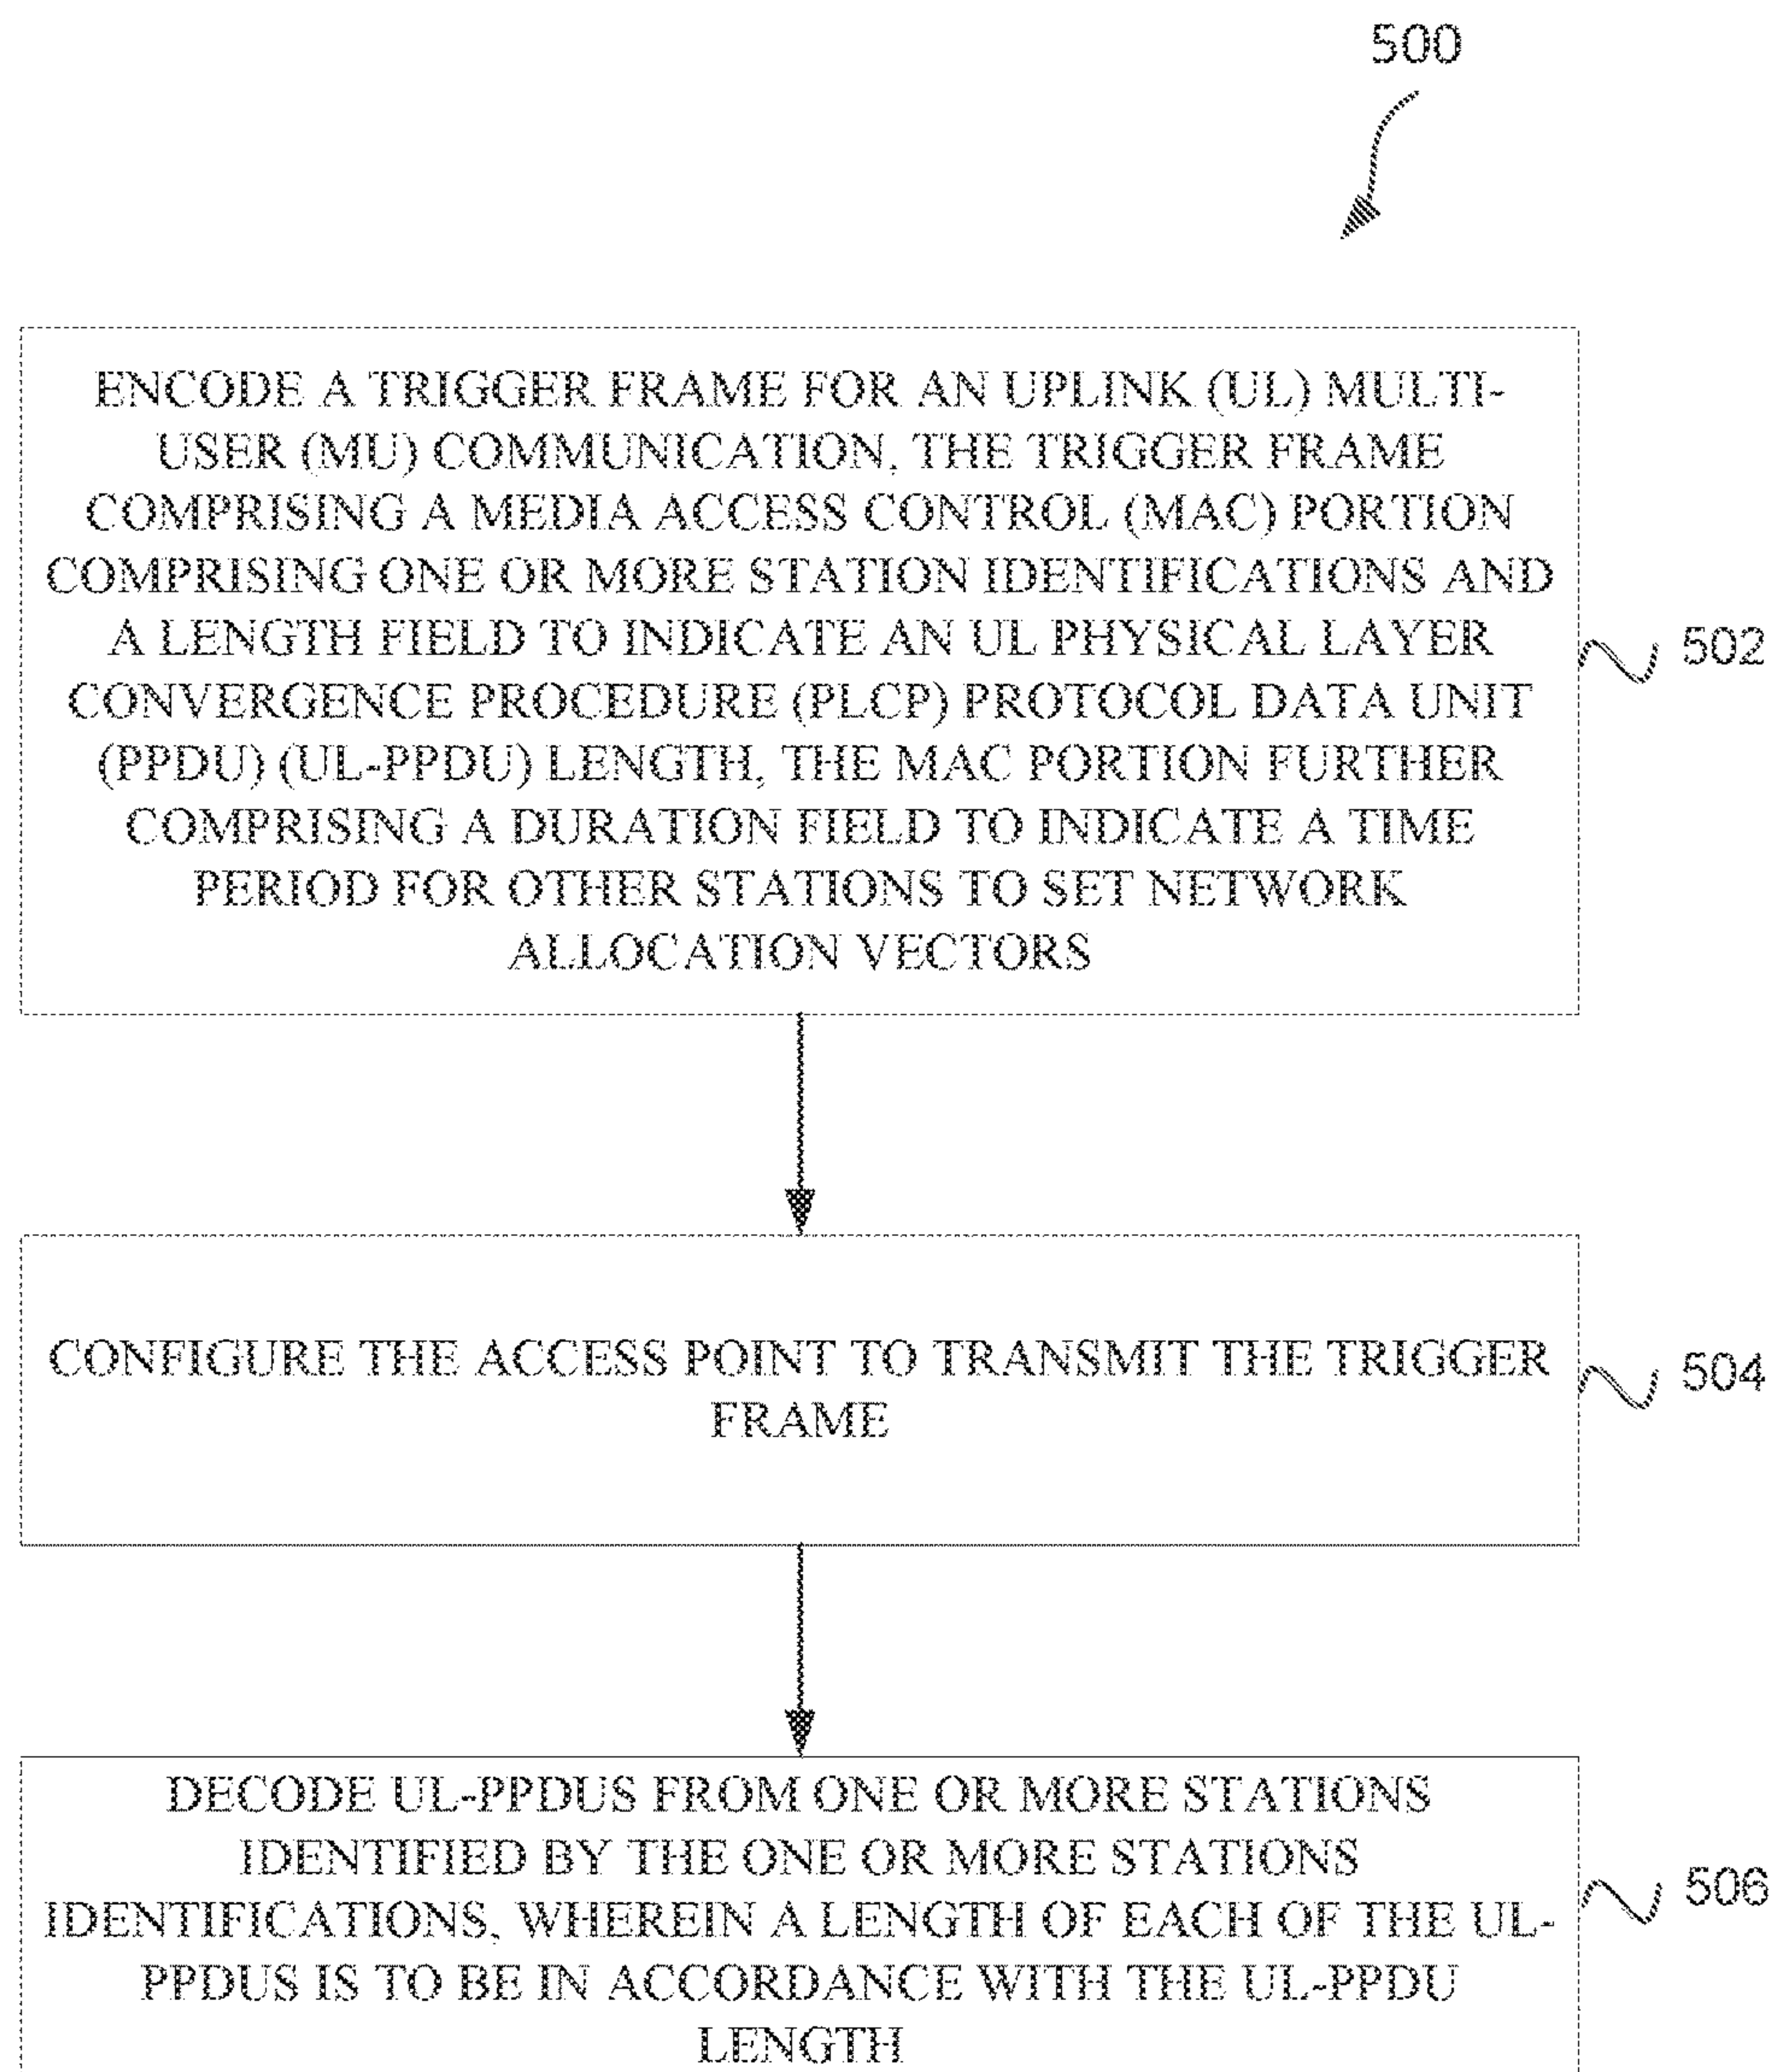 500
ENCODE A TRIGGER FRAME FOR AN UPLINK (UL) MULTI-
USER (MU) COMMUNICATION, THE TRIGGER FRAME
COMPRISING A MEDIA ACCESS CONTROL (MAC) PORTION
COMPRISING ONE OR MORE STATION IDENTIFICATIONS AND
A LENGTH FIELD TO INDICATE AN UL PHYSICAL LAYER
CONVERGENCE PROCEDURE (PLCP) PROTOCOL DATA UNIT
(PPDU) (UL-PPDU) LENGTH, THE MAC PORTION FURTHER
COMPRISING A DURATION FIELD TO INDICATE A TIME
PERIOD FOR OTHER STATIONS TO SET NETWORK
ALLOCATION VECTORS
502
CONFIGURE THE ACCESS POINT TO TRANSMIT THE TRIGGER
FRAME
504
DECODE UL-PPDUS FROM ONE OR MORE STATIONS
IDENTIFIED BY THE ONE OR MORE STATIONS
IDENTIFICATIONS, WHEREIN A LENGTH OF EACH OF THE UL-
PPDUS IS TO BE IN ACCORDANCE WITH THE UL-PPDU
LENGTH
506